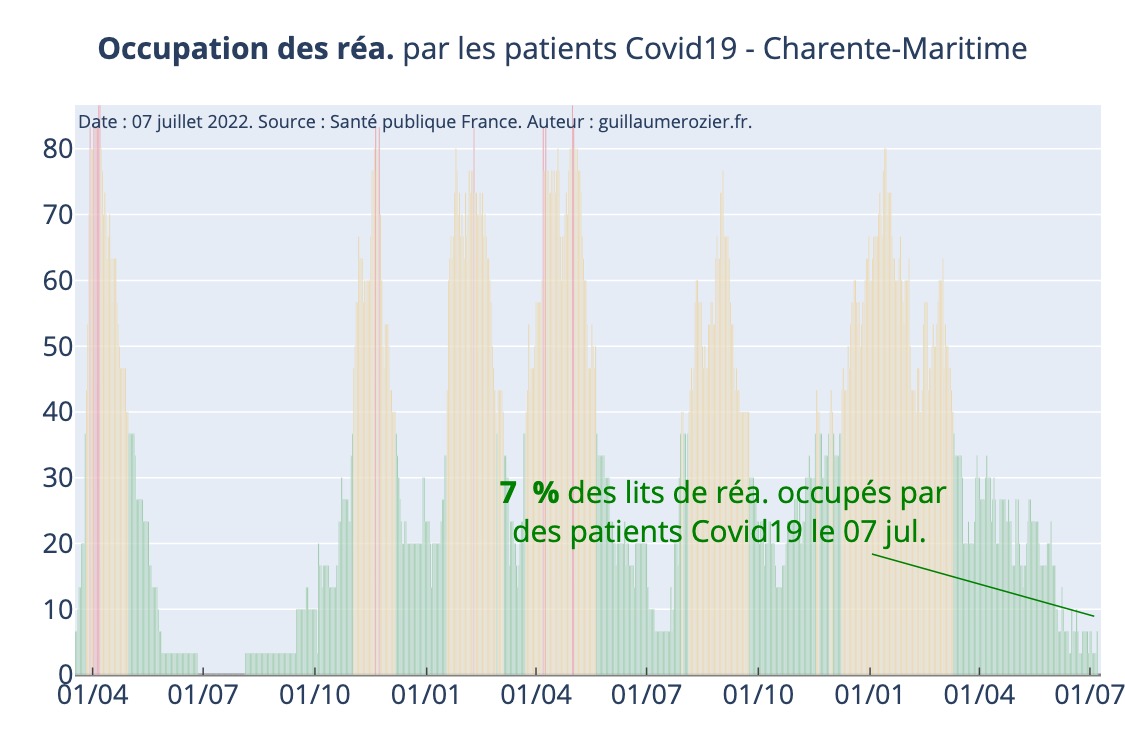 Occupation des réa. par les patients Covid19 - Charente-Maritime
Date : 07 juillet 2022. Source : Santé publique France. Auteur : guillaumerozier.fr.
80
70
60
50
40
30
20
10
0
7 % des lits de réa. occupés par
des patients Covid19 le 07 jul.
01/04 01/07 01/10 01/01 01/04 01/07 01/10 01/01 01/04 01/07